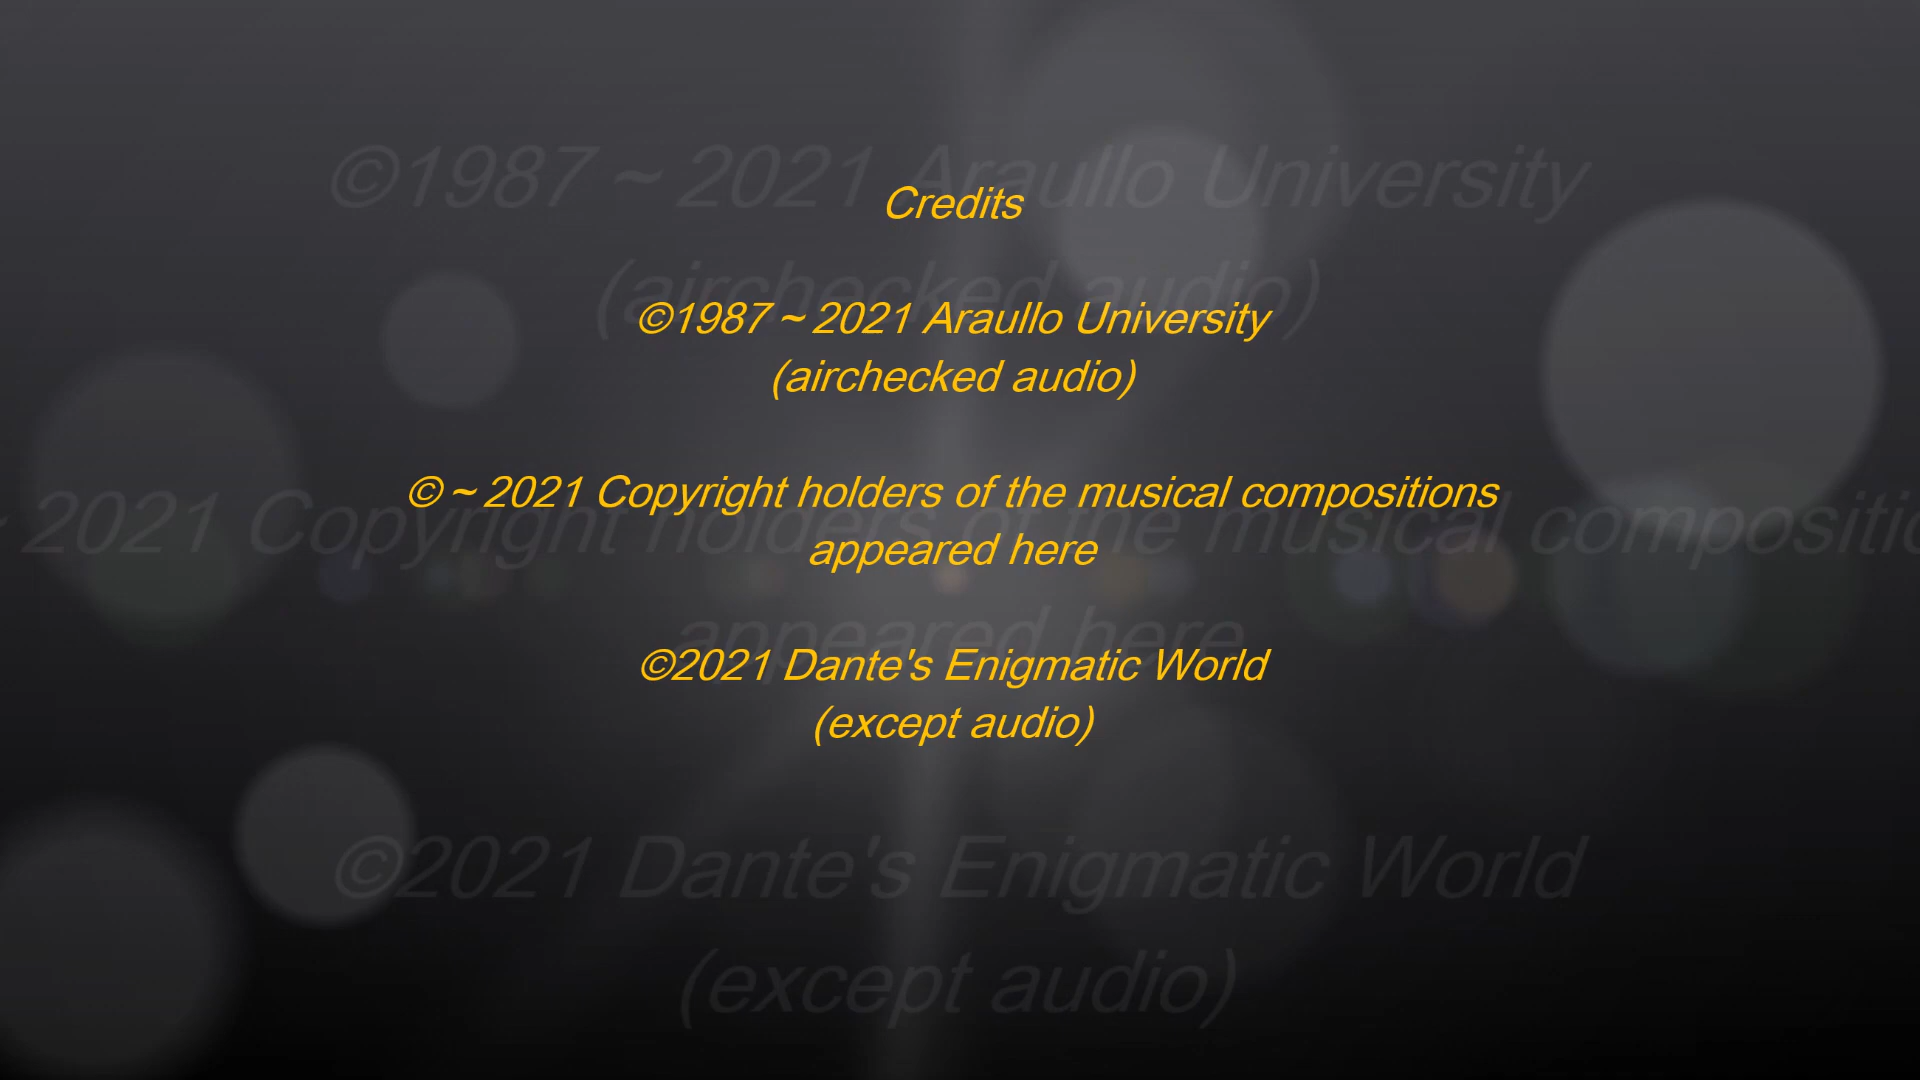 Credits
©1987 ~ 2021 Araullo University
(airchecked audio)
© ~ 2021 Copyright holders of the musical compositions
appeared here
©2021 Dante's Enigmatic World
(except audio)